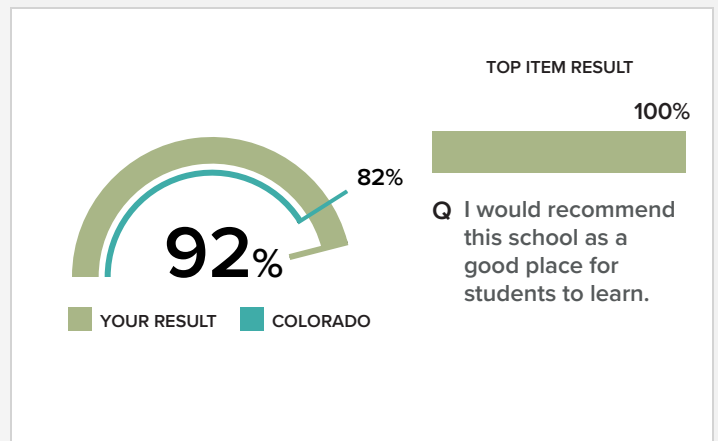 82%
92%
YOUR RESULT
COLORADO
TOP ITEM RESULT
100%
Q I would recommend
this school as a
good place for
students to learn.